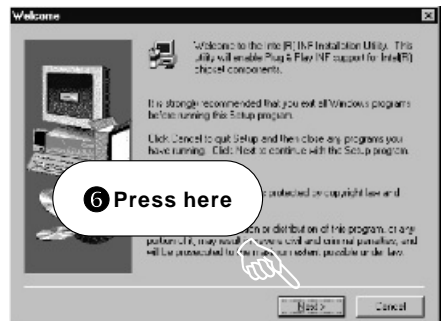 Welcome
Welcome to the Intel(R) INF Installation Utility. This
utility will enable Plug & Play INF support for Intel(R)
chipset components.
It is strongly recommended that you exit all Windows programs
before running this Setup program.
Click Cancel to quit Setup and then close any programs you
have running. Click Next to continue with the Setup program.
protected by copyright law and
6 Press here
or distribution of this program, or any
portion of it, may result in severe civil and criminal penalties, and
will be prosecuted to the maximum extent possible under law.
Next >
Cancel